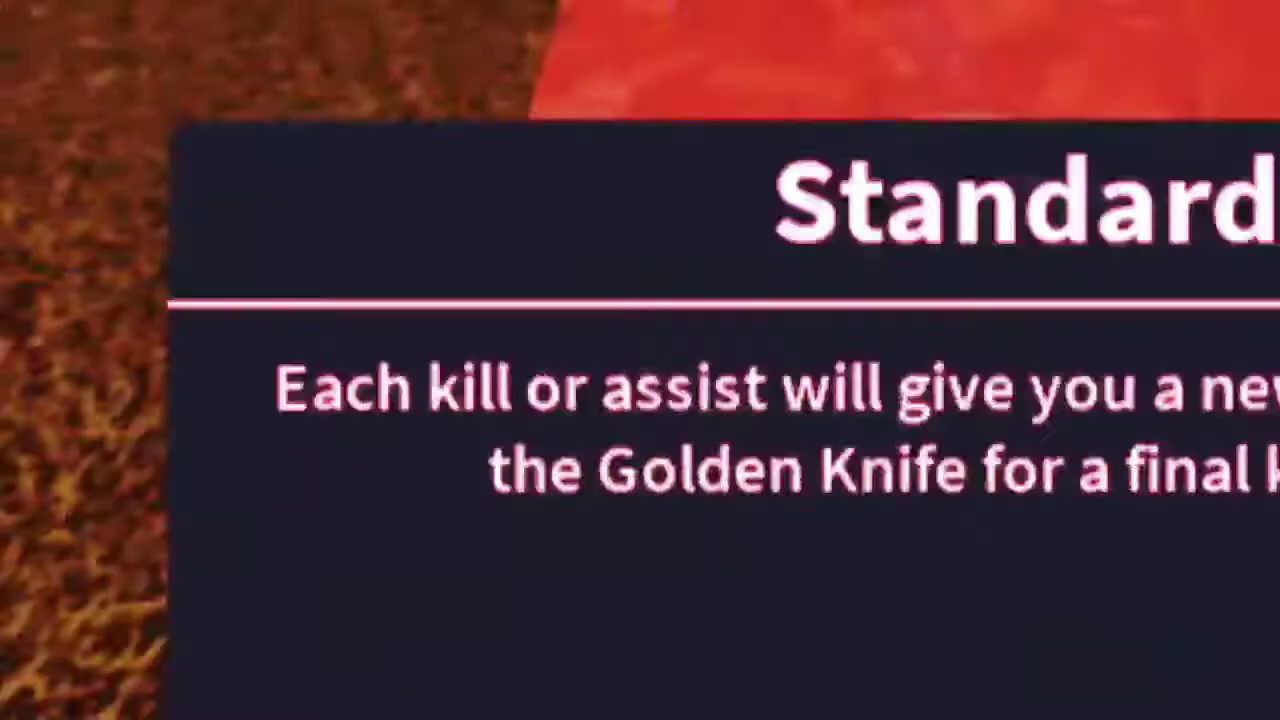 Standard
Each kill or assist will give you a
the Golden Knife for a final